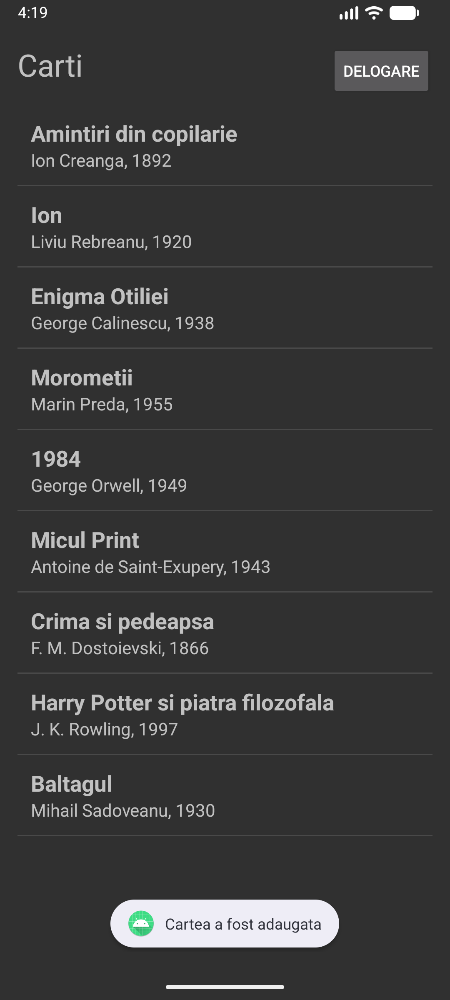 4:19
Carti
DELOGARE
Amintiri din copilarie
Ion Creanga, 1892
Ion
Liviu Rebreanu, 1920
Enigma Otiliei
George Calinescu, 1938
Morometii
Marin Preda, 1955
1984
George Orwell, 1949
Micul Print
Antoine de Saint-Exupery, 1943
Crima si pedeapsa
F. M. Dostoievski, 1866
Harry Potter si piatra filozofala
J. K. Rowling, 1997
Baltagul
Mihail Sadoveanu, 1930
Cartea a fost adaugata